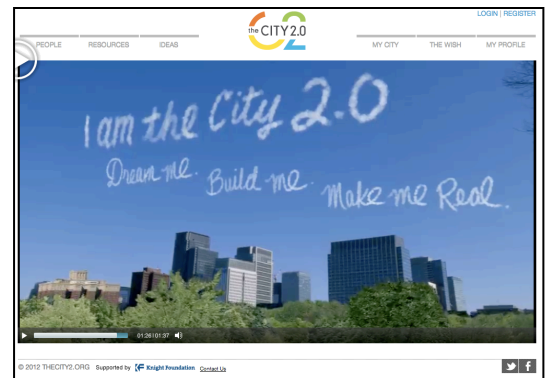 LOGIN | REGISTER
the CITY 2.0
PEOPLE RESOURCES IDEAS MY CITY THE WISH MY PROFILE
I am the City 2.0
Dream me. Build me. Make me Real.
01:26 | 01:37
© 2012 THECITY2.ORG Supported by Knight Foundation Contact Us